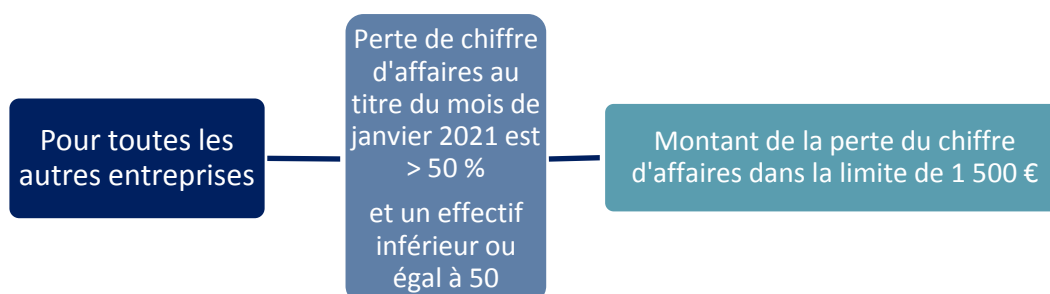 Pour toutes les
autres entreprises
Perte de chiffre
d'affaires au
titre du mois de
janvier 2021 est
> 50 %
et un effectif
inférieur ou
égal à 50
Montant de la perte du chiffre
d'affaires dans la limite de 1 500 €